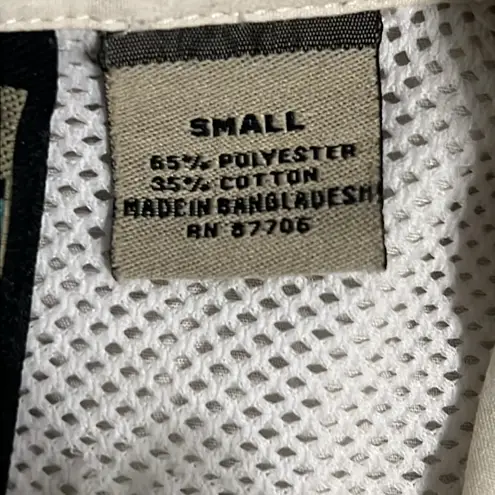 SMALL
65% POLYESTER
35% COTTON
MADE IN BANGLADESH
RN 87706